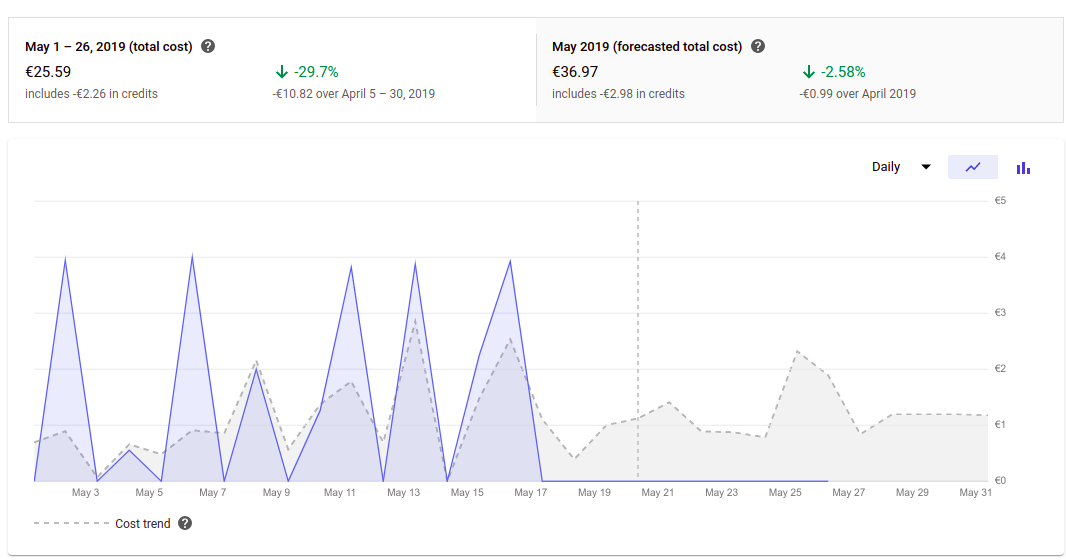 May 1 – 26, 2019 (total cost) ?
€25.59
-29.7%
includes -€2.26 in credits
-€10.82 over April 5 – 30, 2019
May 2019 (forecasted total cost) ?
€36.97
-2.58%
includes -€2.98 in credits
-€0.99 over April 2019
Daily
€5
€4
€3
€2
€1
€0
May 3 May 5 May 7 May 9 May 11 May 13 May 15 May 17 May 19 May 21 May 23 May 25 May 27 May 29 May 31
Cost trend ?